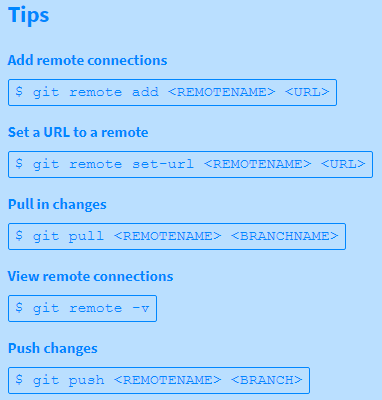 Tips
Add remote connections
$ git remote add <REMOTENAME> <URL>
Set a URL to a remote
$ git remote set-url <REMOTENAME> <URL>
Pull in changes
$ git pull <REMOTENAME> <BRANCHNAME>
View remote connections
$ git remote -v
Push changes
$ git push <REMOTENAME> <BRANCH>